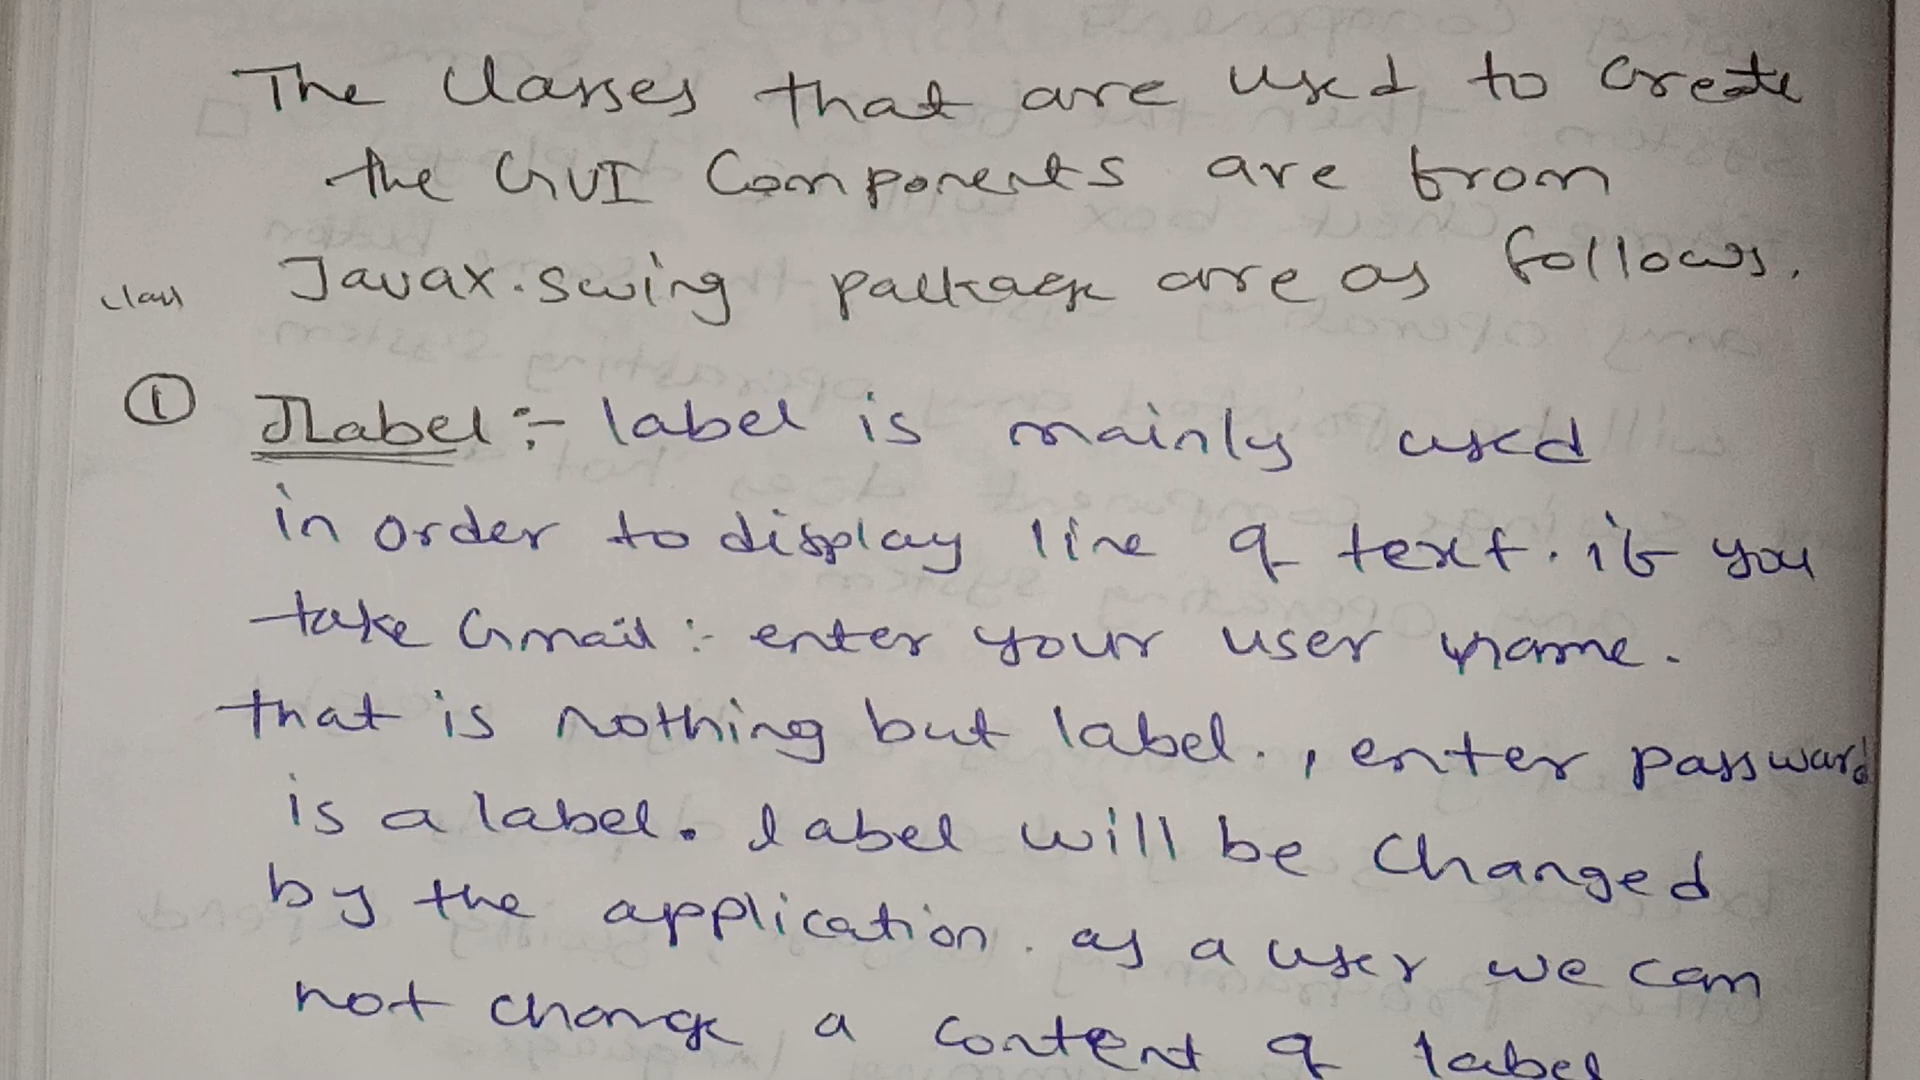 The classes that are used to create
the GUI Components are from
class Javax.swing package are as follows.
① JLabel :- label is mainly used
in order to display line of text. if you
take Gmail :- enter your user name.
that is nothing but label. , enter password
is a label. label will be changed
by the application. as a user we can
not change a content of label